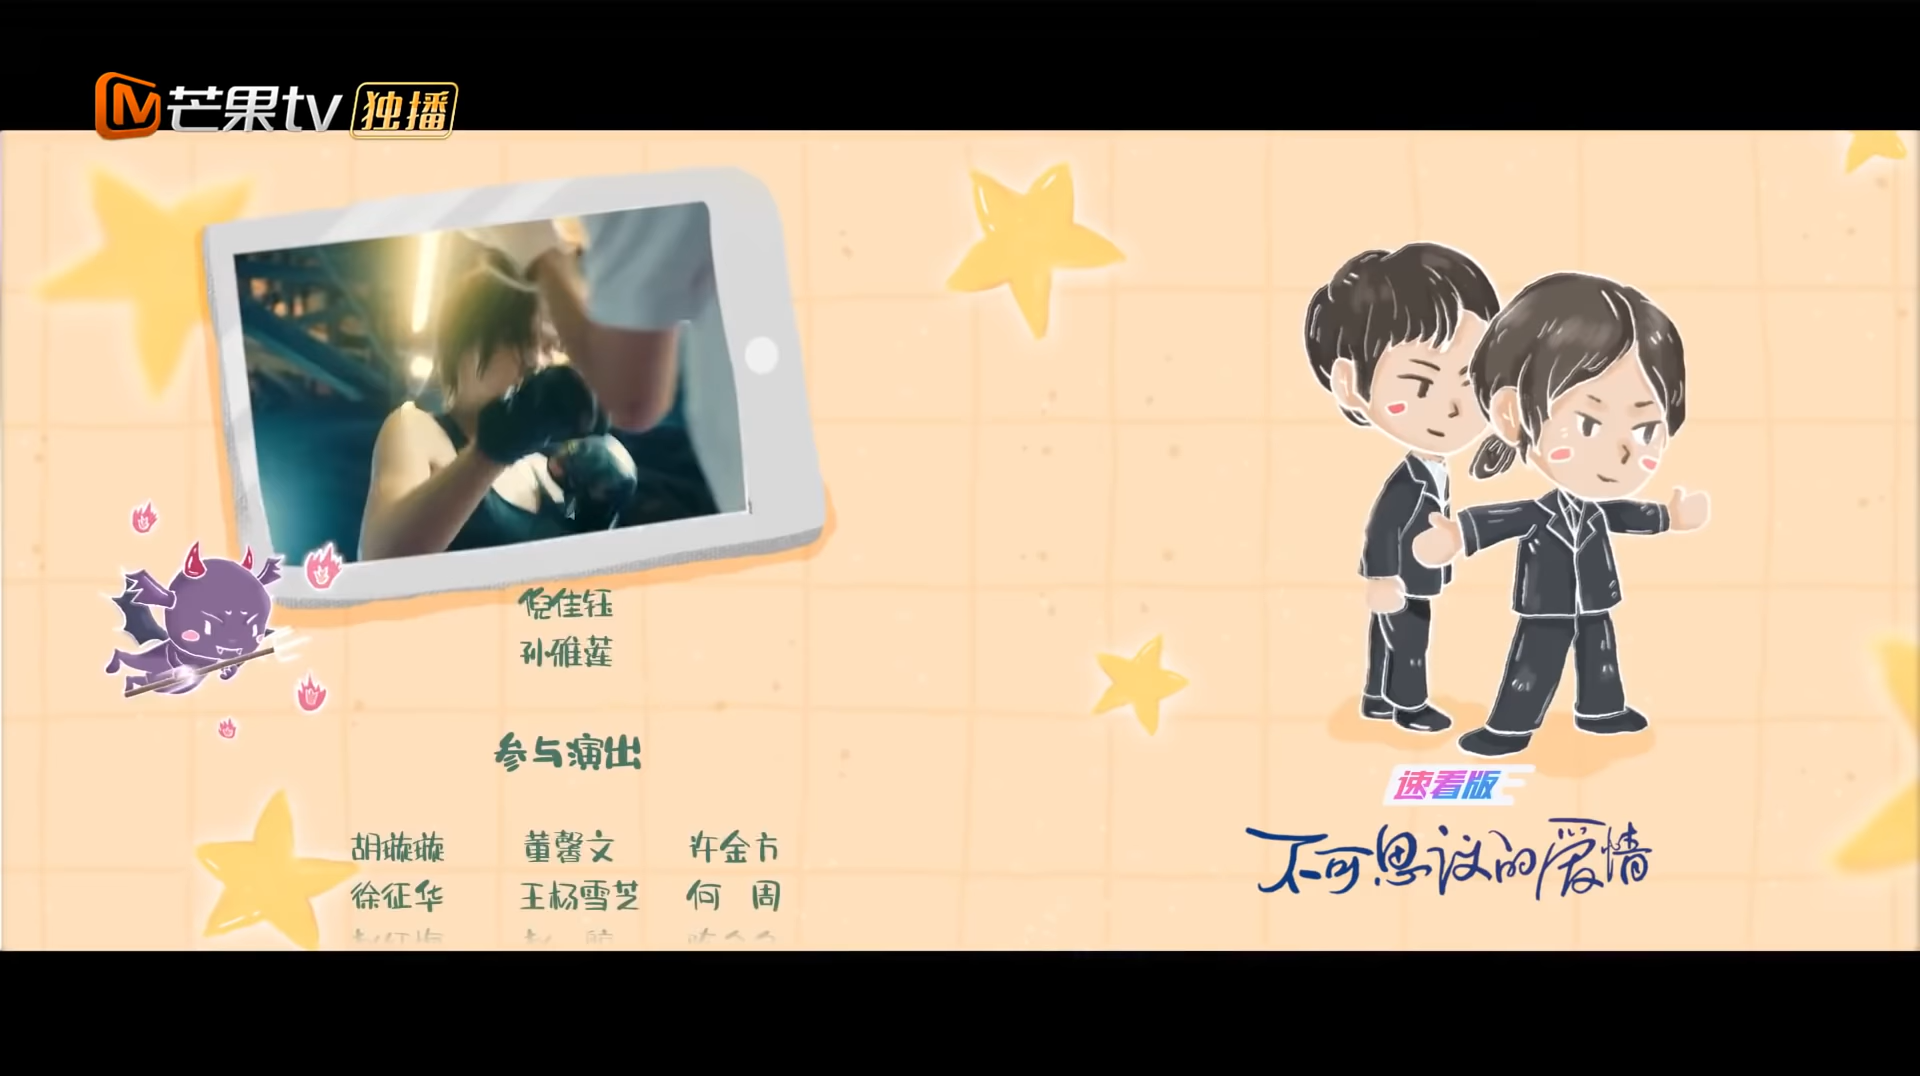 芒果tv 独播
倪佳钰
孙雅莲
参与演出
胡璇璇 董馨文 许金方
徐征华 王杨雪芝 何 周
速看版
不可思议的爱情